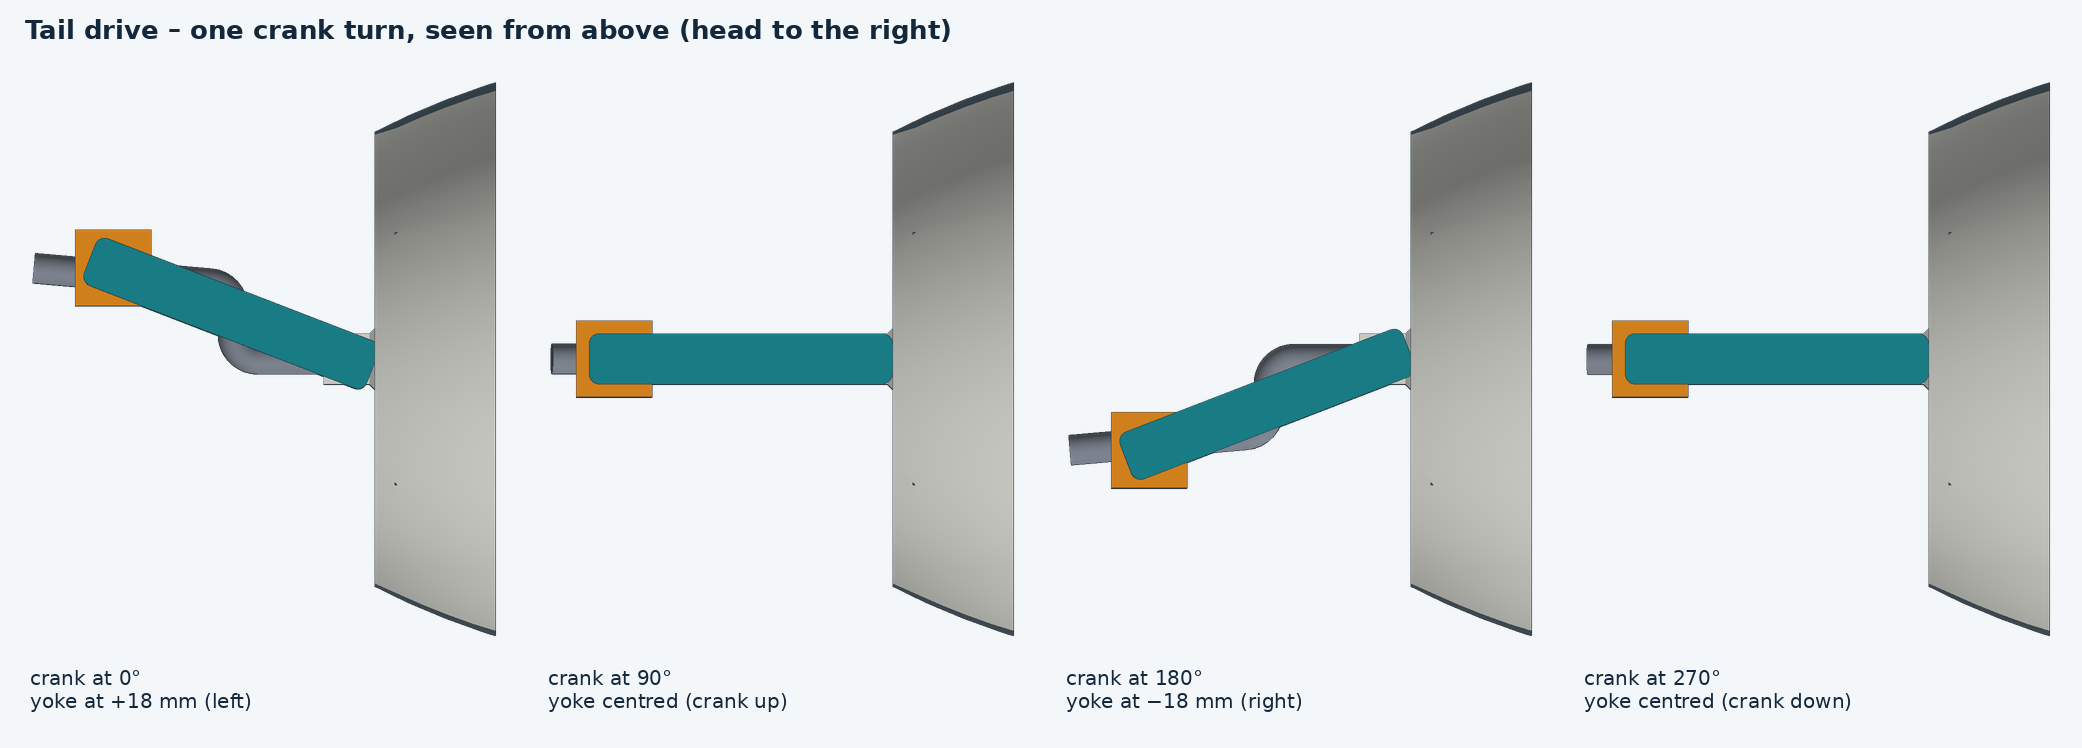 Tail drive – one crank turn, seen from above (head to the right)
crank at 0°
yoke at +18 mm (left)
crank at 90°
yoke centred (crank up)
crank at 180°
yoke at −18 mm (right)
crank at 270°
yoke centred (crank down)